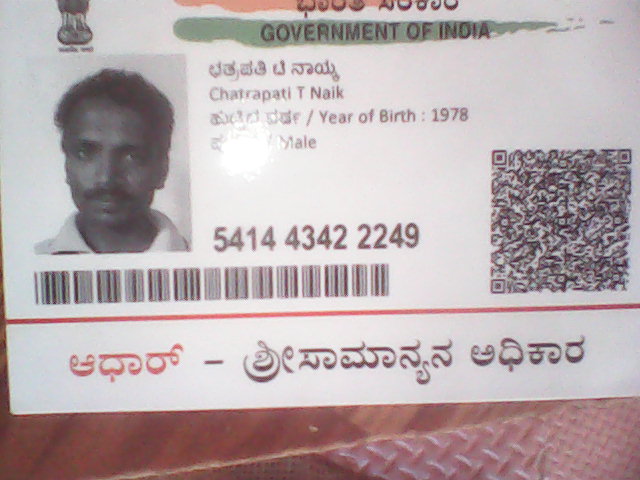 ಭಾರತ ಸರಕಾರ
GOVERNMENT OF INDIA
ಛತ್ರಪತಿ ಟಿ ನಾಯ್ಕ
Chatrapati T Naik
ಹುಟ್ಟಿದ ವರ್ಷ / Year of Birth : 1978
/ Male
5414 4342 2249
ಆಧಾರ್ – ಶ್ರೀಸಾಮಾನ್ಯನ ಅಧಿಕಾರ